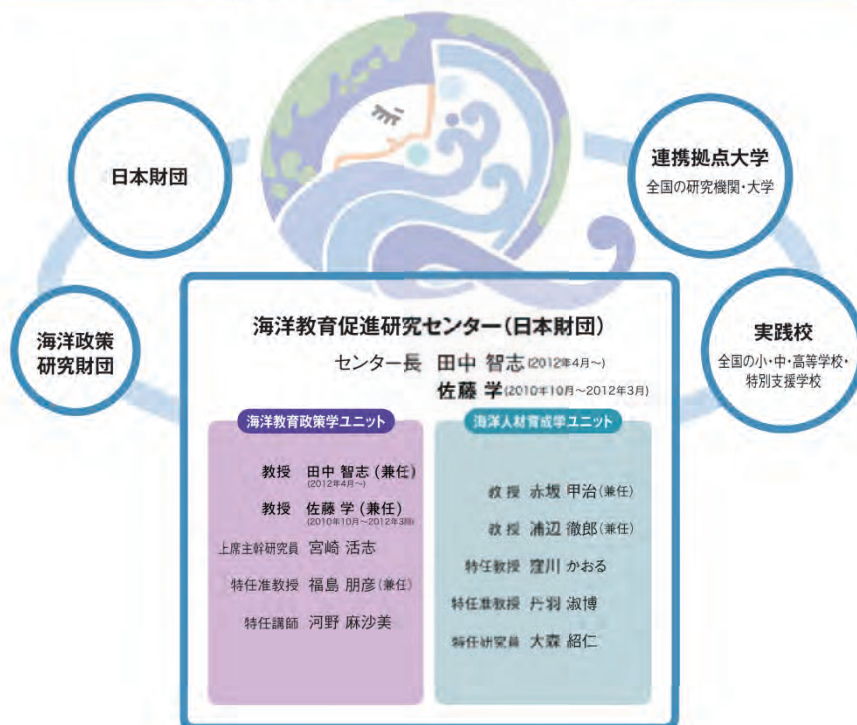 日本財団
連携拠点大学
全国の研究機関・大学
海洋政策
研究財団
実践校
全国の小・中・高等学校・
特別支援学校
海洋教育促進研究センター(日本財団)
センター長 田中 智志(2012年4月〜)
佐藤 学(2010年10月〜2012年3月)
海洋教育政策学ユニット
教授 田中 智志(兼任)
(2012年4月〜)
教授 佐藤 学(兼任)
(2010年10月〜2012年3月)
上席主幹研究員 宮崎 活志
特任准教授 福島 朋彦(兼任)
特任講師 河野 麻沙美
海洋人材育成学ユニット
教授 赤坂 甲治(兼任)
教授 浦辺 徹郎(兼任)
特任教授 窪川 かおる
特任准教授 丹羽 淑博
特任研究員 大森 紹仁